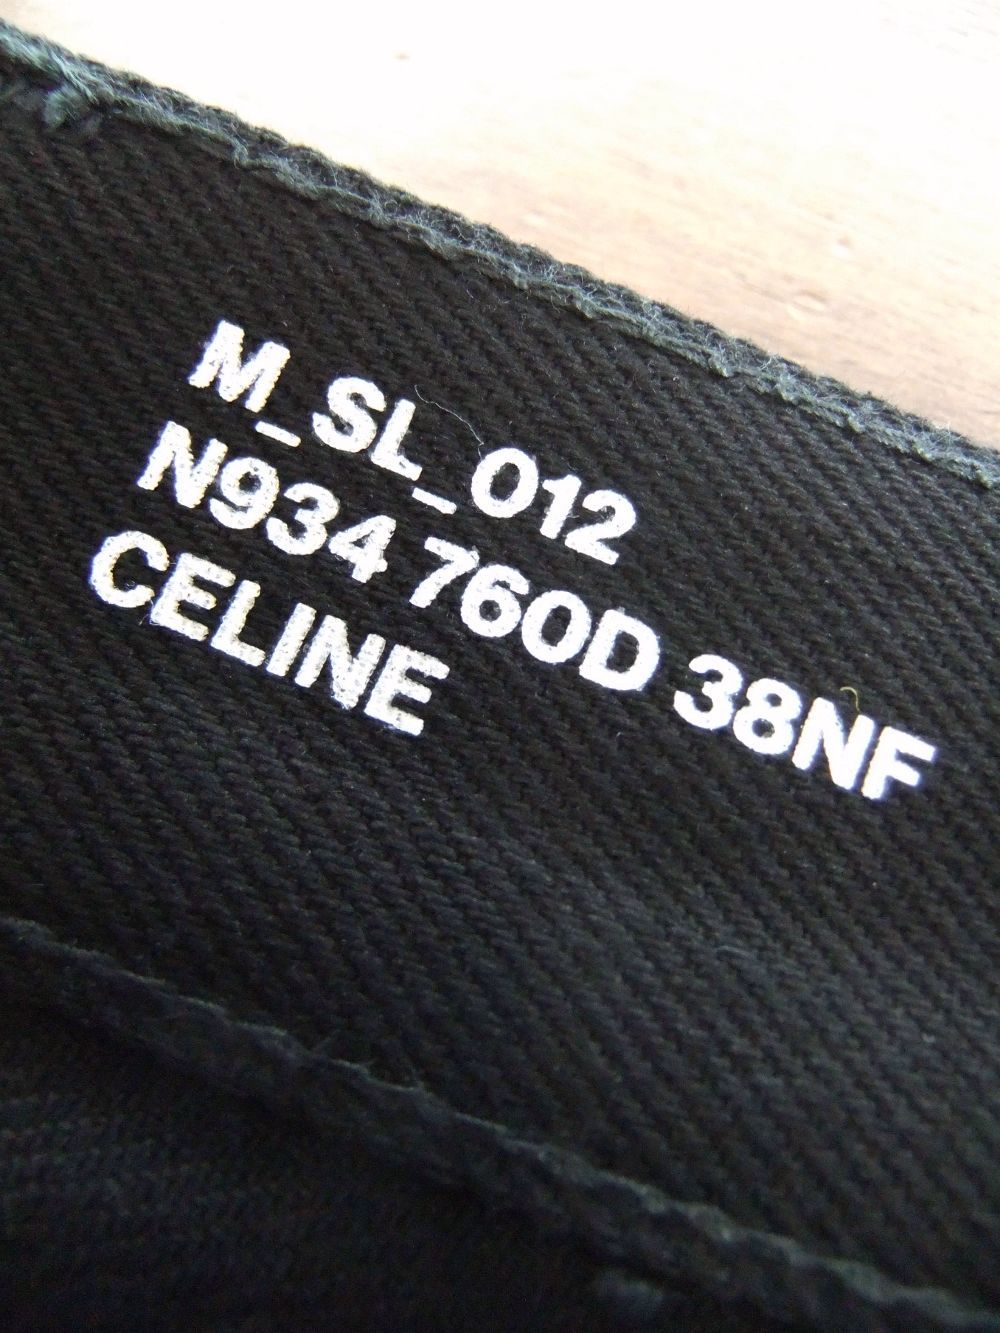 M_SL_012
N934 760D 38NF
CELINE